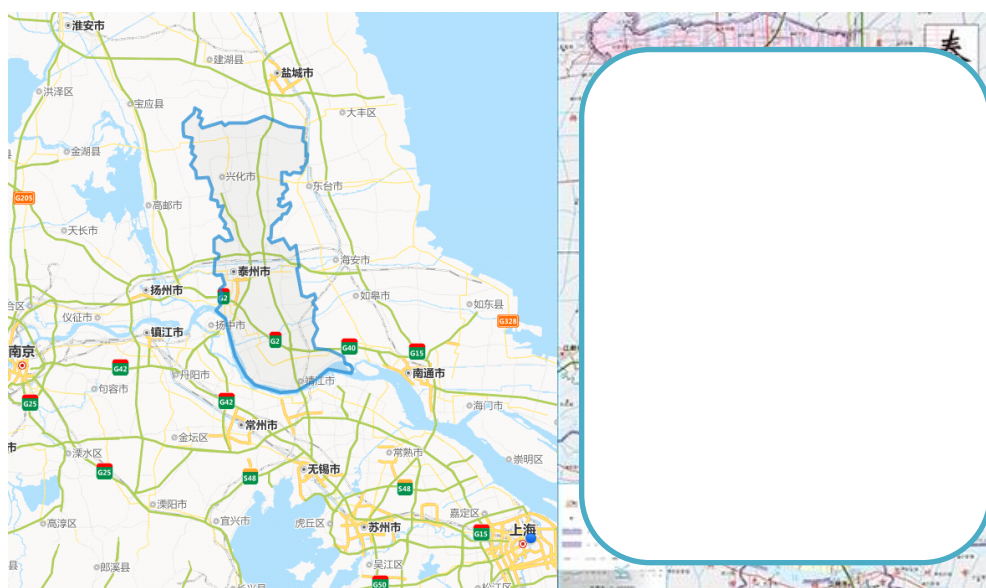 淮安市
建湖县
盐城市
洪泽区
宝应县
大丰区
金湖县
兴化市
东台市
G205
高邮市
天长市
海安市
泰州市
扬州市
如皋市
如东县
仪征市
扬中市
G328
镇江市
南京
G2
G40
G15
G42
丹阳市
南通市
句容市
靖江市
G25
G42
海门市
常州市
金坛区
溧水区
常熟市
无锡市
崇明区
G25
S48
S48
溧阳市
嘉定区
宜兴市
虎丘区
苏州市
高淳区
G15
上海
吴江区
郎溪县
G50
松江区
长兴县